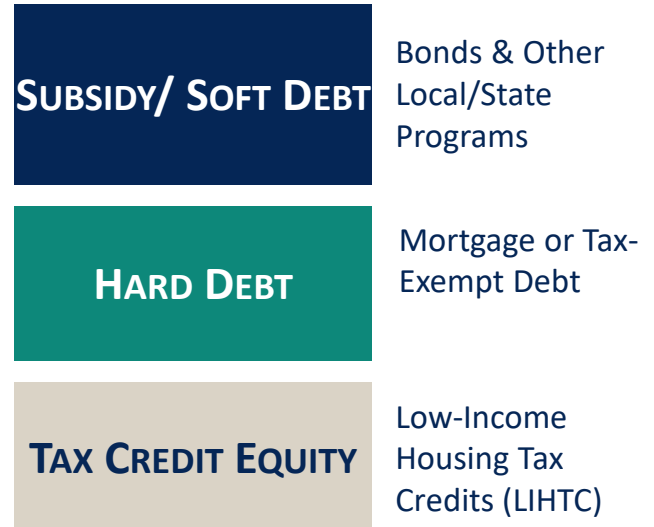 SUBSIDY/ SOFT DEBT
Bonds & Other
Local/State
Programs
HARD DEBT
Mortgage or Tax-
Exempt Debt
TAX CREDIT EQUITY
Low-Income
Housing Tax
Credits (LIHTC)